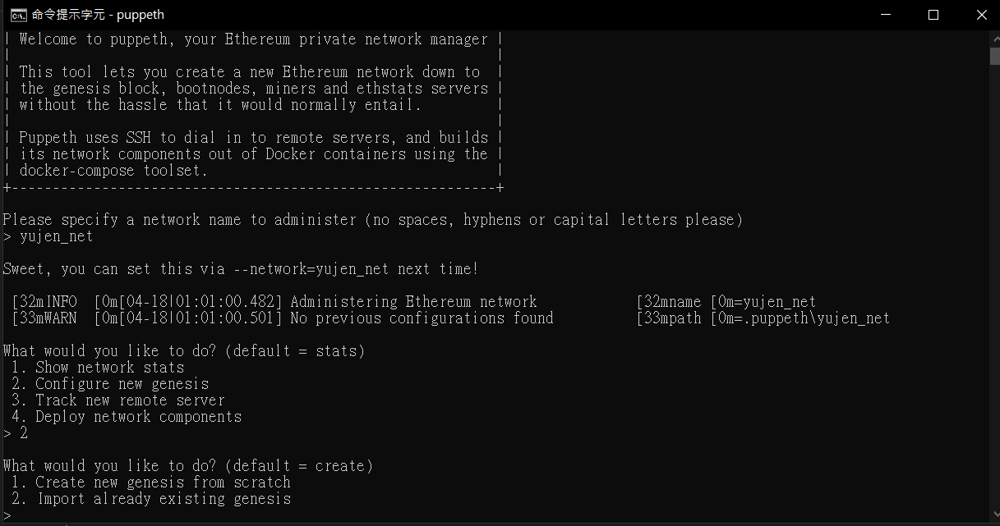 命令提示字元 - puppeth
| Welcome to puppeth, your Ethereum private network manager |
| |
| This tool lets you create a new Ethereum network down to |
| the genesis block, bootnodes, miners and ethstats servers |
| without the hassle that it would normally entail. |
| |
| Puppeth uses SSH to dial in to remote servers, and builds |
| its network components out of Docker containers using the |
| docker-compose toolset. |
+-----------------------------------------------------------+
Please specify a network name to administer (no spaces, hyphens or capital letters please)
> yujen_net
Sweet, you can set this via --network=yujen_net next time!
[32mINFO [0m[04-18|01:01:00.482] Administering Ethereum network [32mname [0m=yujen_net
[33mWARN [0m[04-18|01:01:00.501] No previous configurations found [33mpath [0m=.puppeth\yujen_net
What would you like to do? (default = stats)
1. Show network stats
2. Configure new genesis
3. Track new remote server
4. Deploy network components
> 2
What would you like to do? (default = create)
1. Create new genesis from scratch
2. Import already existing genesis
>